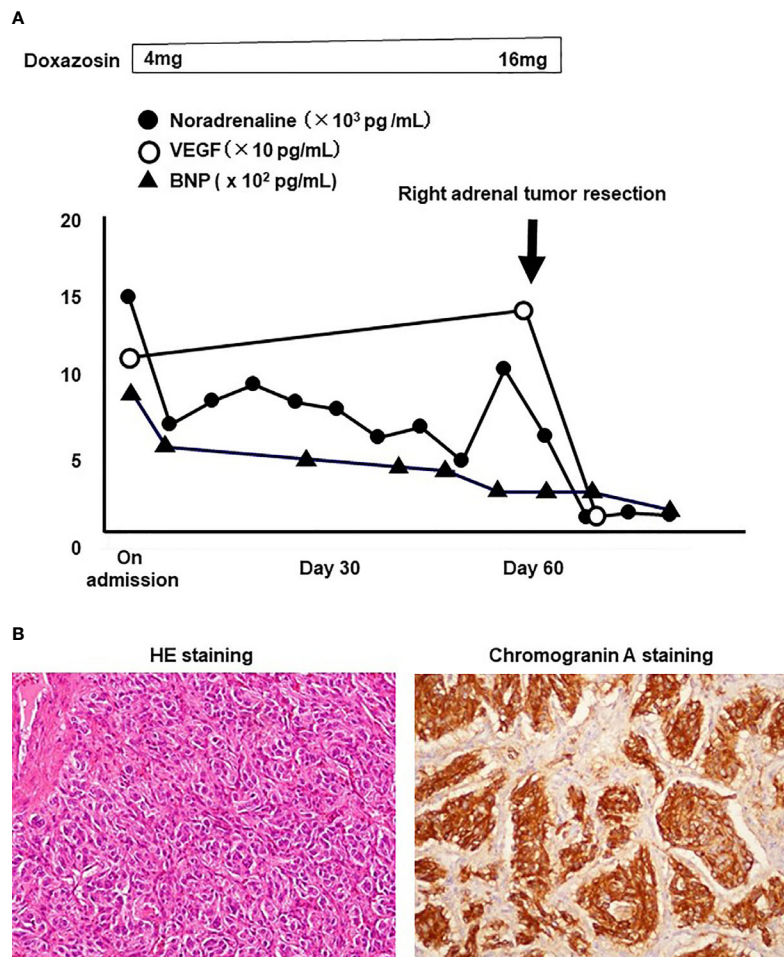 A
Doxazosin 4mg 16mg
Noradrenaline (×10³ pg /mL)
VEGF (×10 pg/mL)
BNP ( x 10² pg/mL)
Right adrenal tumor resection
20
15
10
5
0
On
admission
Day 30
Day 60
B
HE staining
Chromogranin A staining